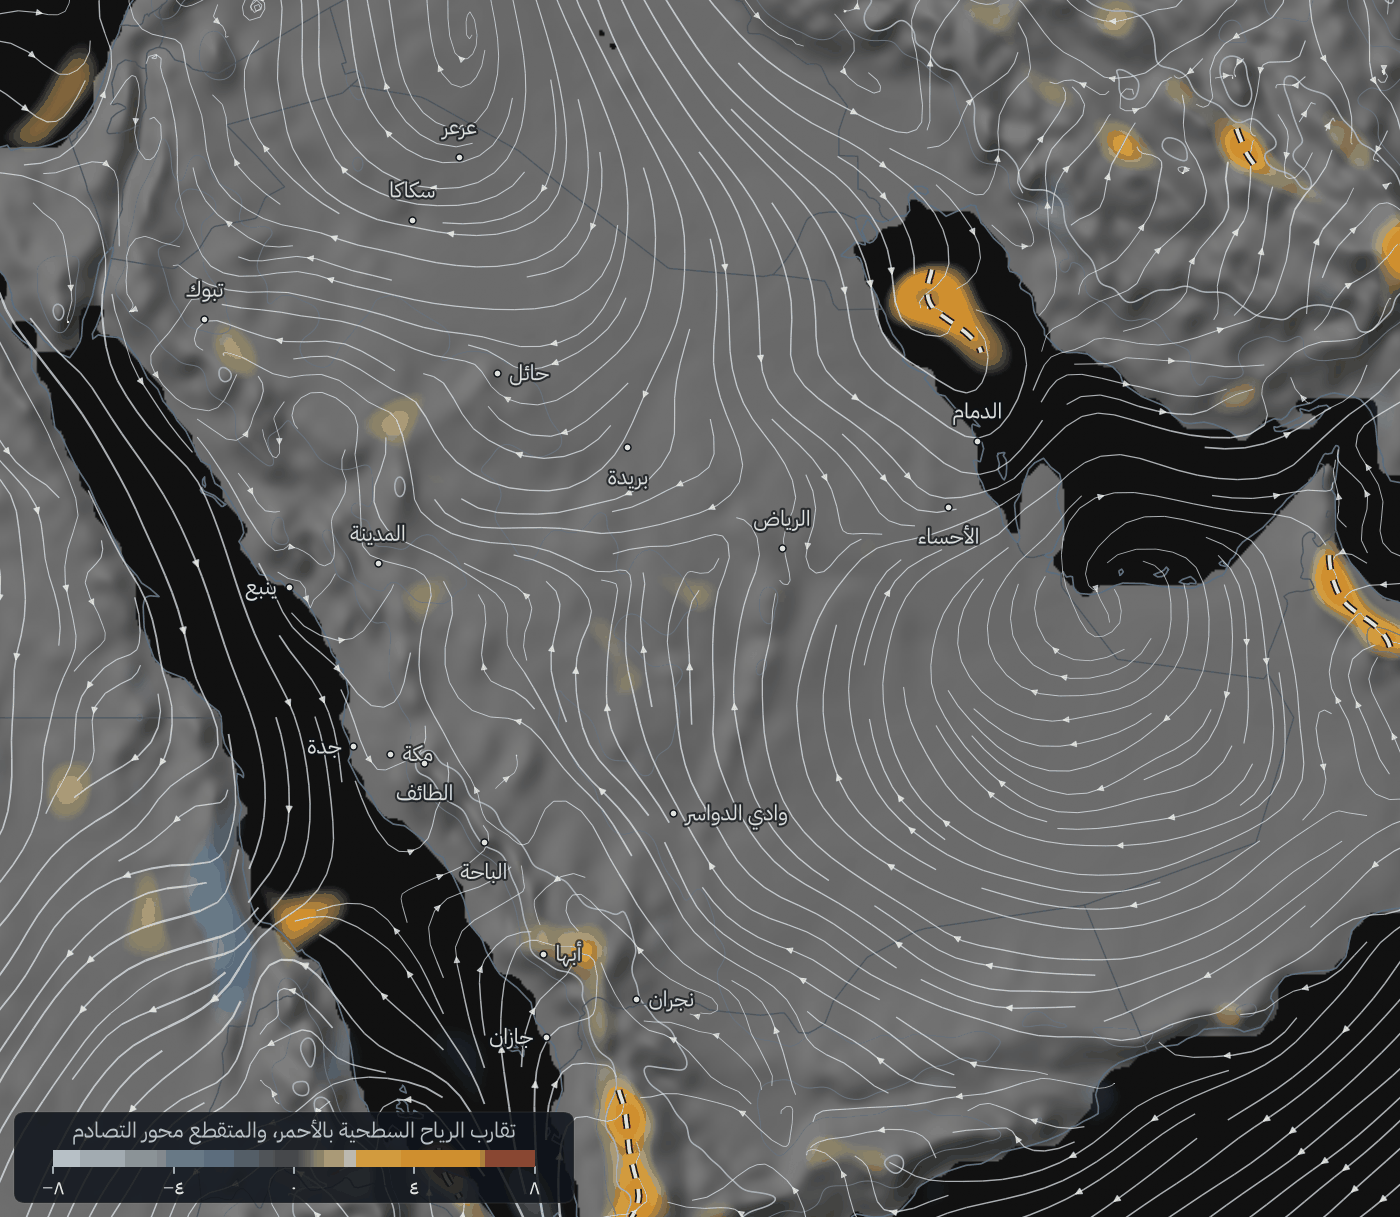 عرعر
سكاكا
تبوك
حائل
الدمام
بريدة
الرياض
الأحساء
المدينة
ينبع
جدة
مكة
الطائف
وادي الدواسر
الباحة
أبها
نجران
جازان
تقارب الرياح السطحية بالأحمر، والمتقطع محور التصادم
−٨ −٤ ٠ ٤ ٨